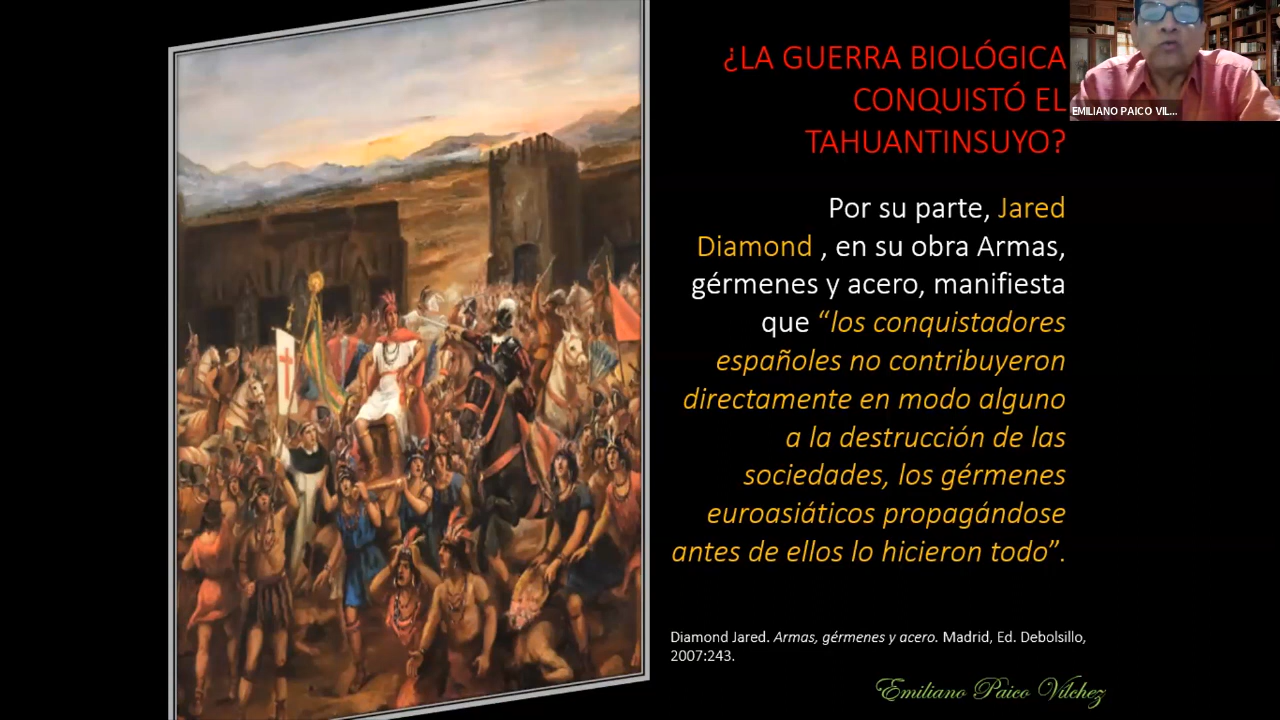 ¿LA GUERRA BIOLÓGICA
CONQUISTÓ EL
TAHUANTINSUYO?
EMILIANO PAICO VIL...
Por su parte, Jared
Diamond , en su obra Armas,
gérmenes y acero, manifiesta
que “los conquistadores
españoles no contribuyeron
directamente en modo alguno
a la destrucción de las
sociedades, los gérmenes
euroasiáticos propagándose
antes de ellos lo hicieron todo”.
Diamond Jared. Armas, gérmenes y acero. Madrid, Ed. Debolsillo,
2007:243.
Emiliano Paico Vílchez